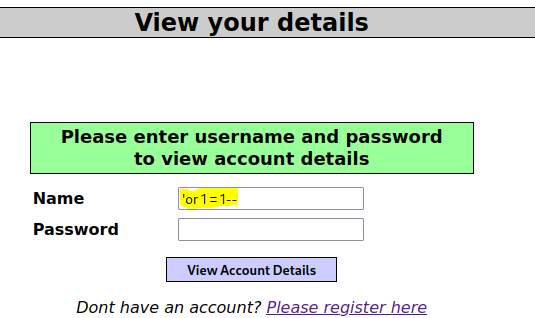 View your details
Please enter username and password
to view account details
Name
'or 1=1--
Password
View Account Details
Dont have an account? Please register here